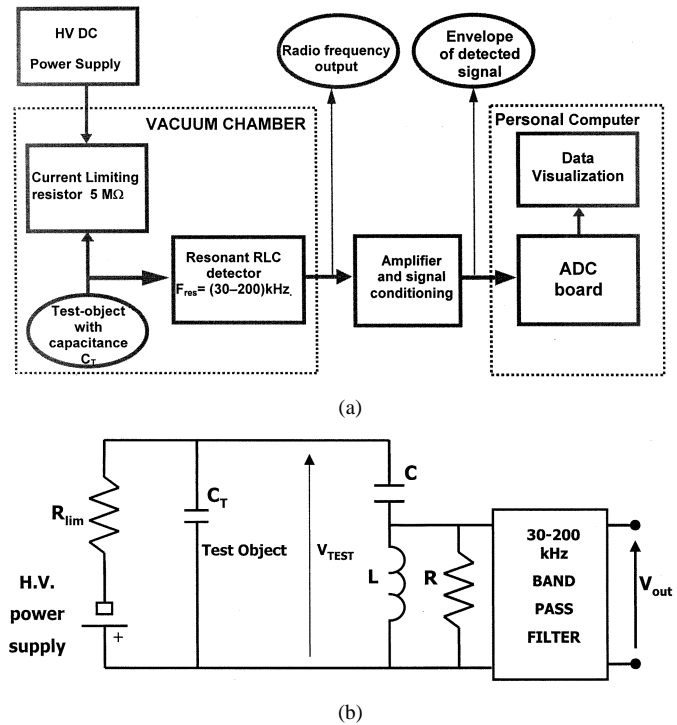 HV DC
Power Supply
Radio frequency
output
Envelope
of detected
signal
VACUUM CHAMBER
Personal Computer
Current Limiting
resistor 5 MΩ
Data
Visualization
Resonant RLC
detector
Fres= (30–200)kHz.
Amplifier
and signal
conditioning
ADC
board
Test-object
with
capacitance
CT
(a)
C
Rlim
CT
Test Object
VTEST
L
R
30-200
kHz
BAND
PASS
FILTER
Vout
H.V.
power
supply
+
(b)